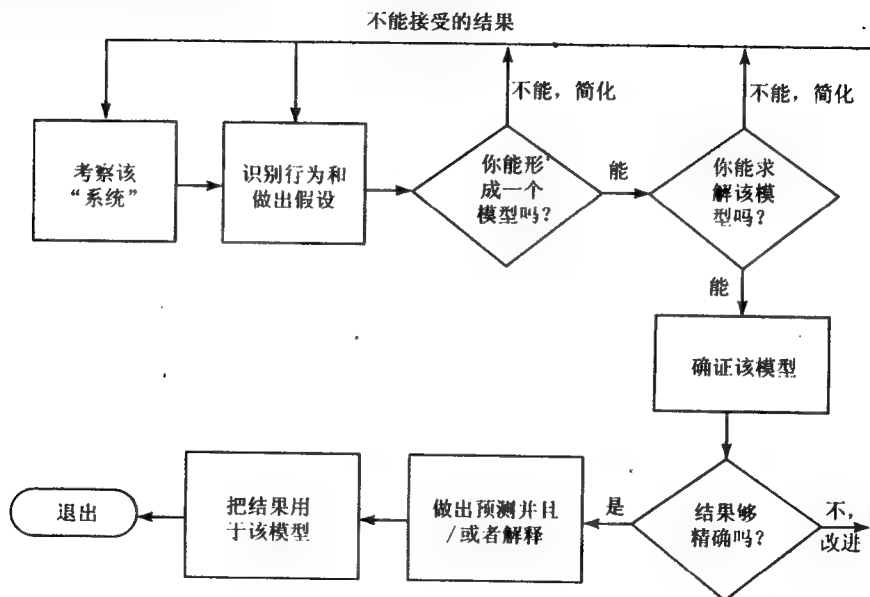 不能接受的结果
不能，简化
不能，简化
考察该
“系统”
识别行为和
做出假设
你能形
成一个
模型吗？
能
你能求
解该模
型吗？
能
确证该模型
结果够
精确吗？
不，
改进
是
做出预测并且
/或者解释
把结果用
于该模型
退出